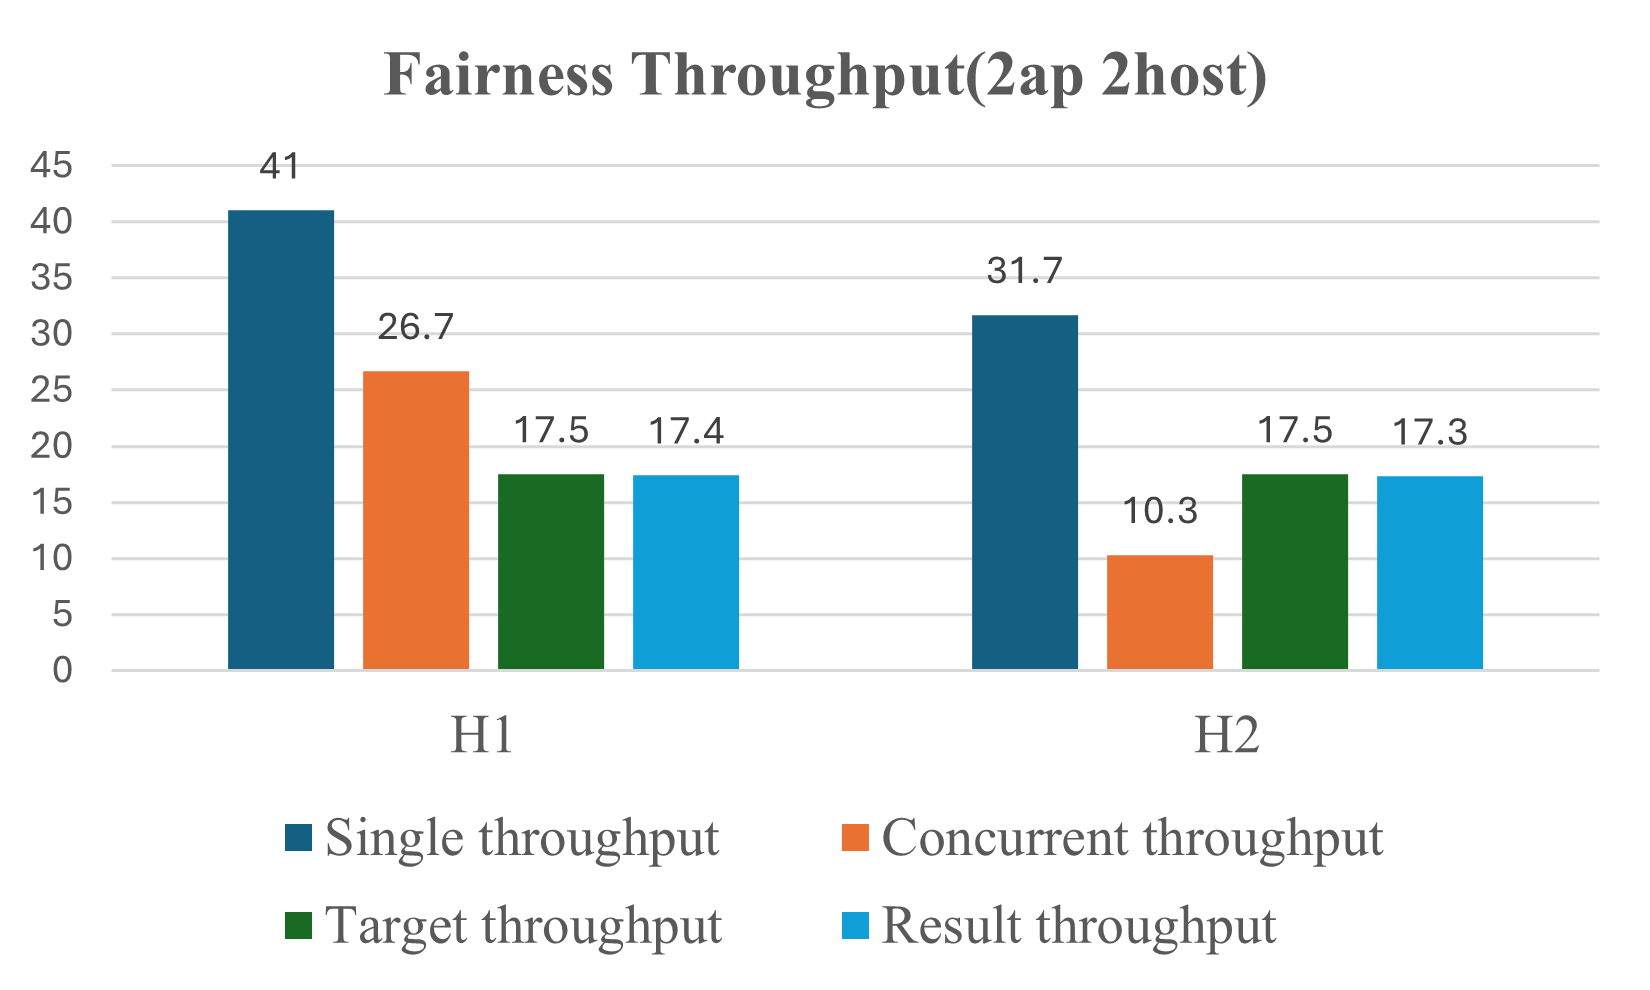 Fairness Throughput(2ap 2host)
45
40
35
30
25
20
15
10
5
0
41
26.7
17.5
17.4
31.7
10.3
17.5
17.3
H1
H2
Single throughput
Concurrent throughput
Target throughput
Result throughput